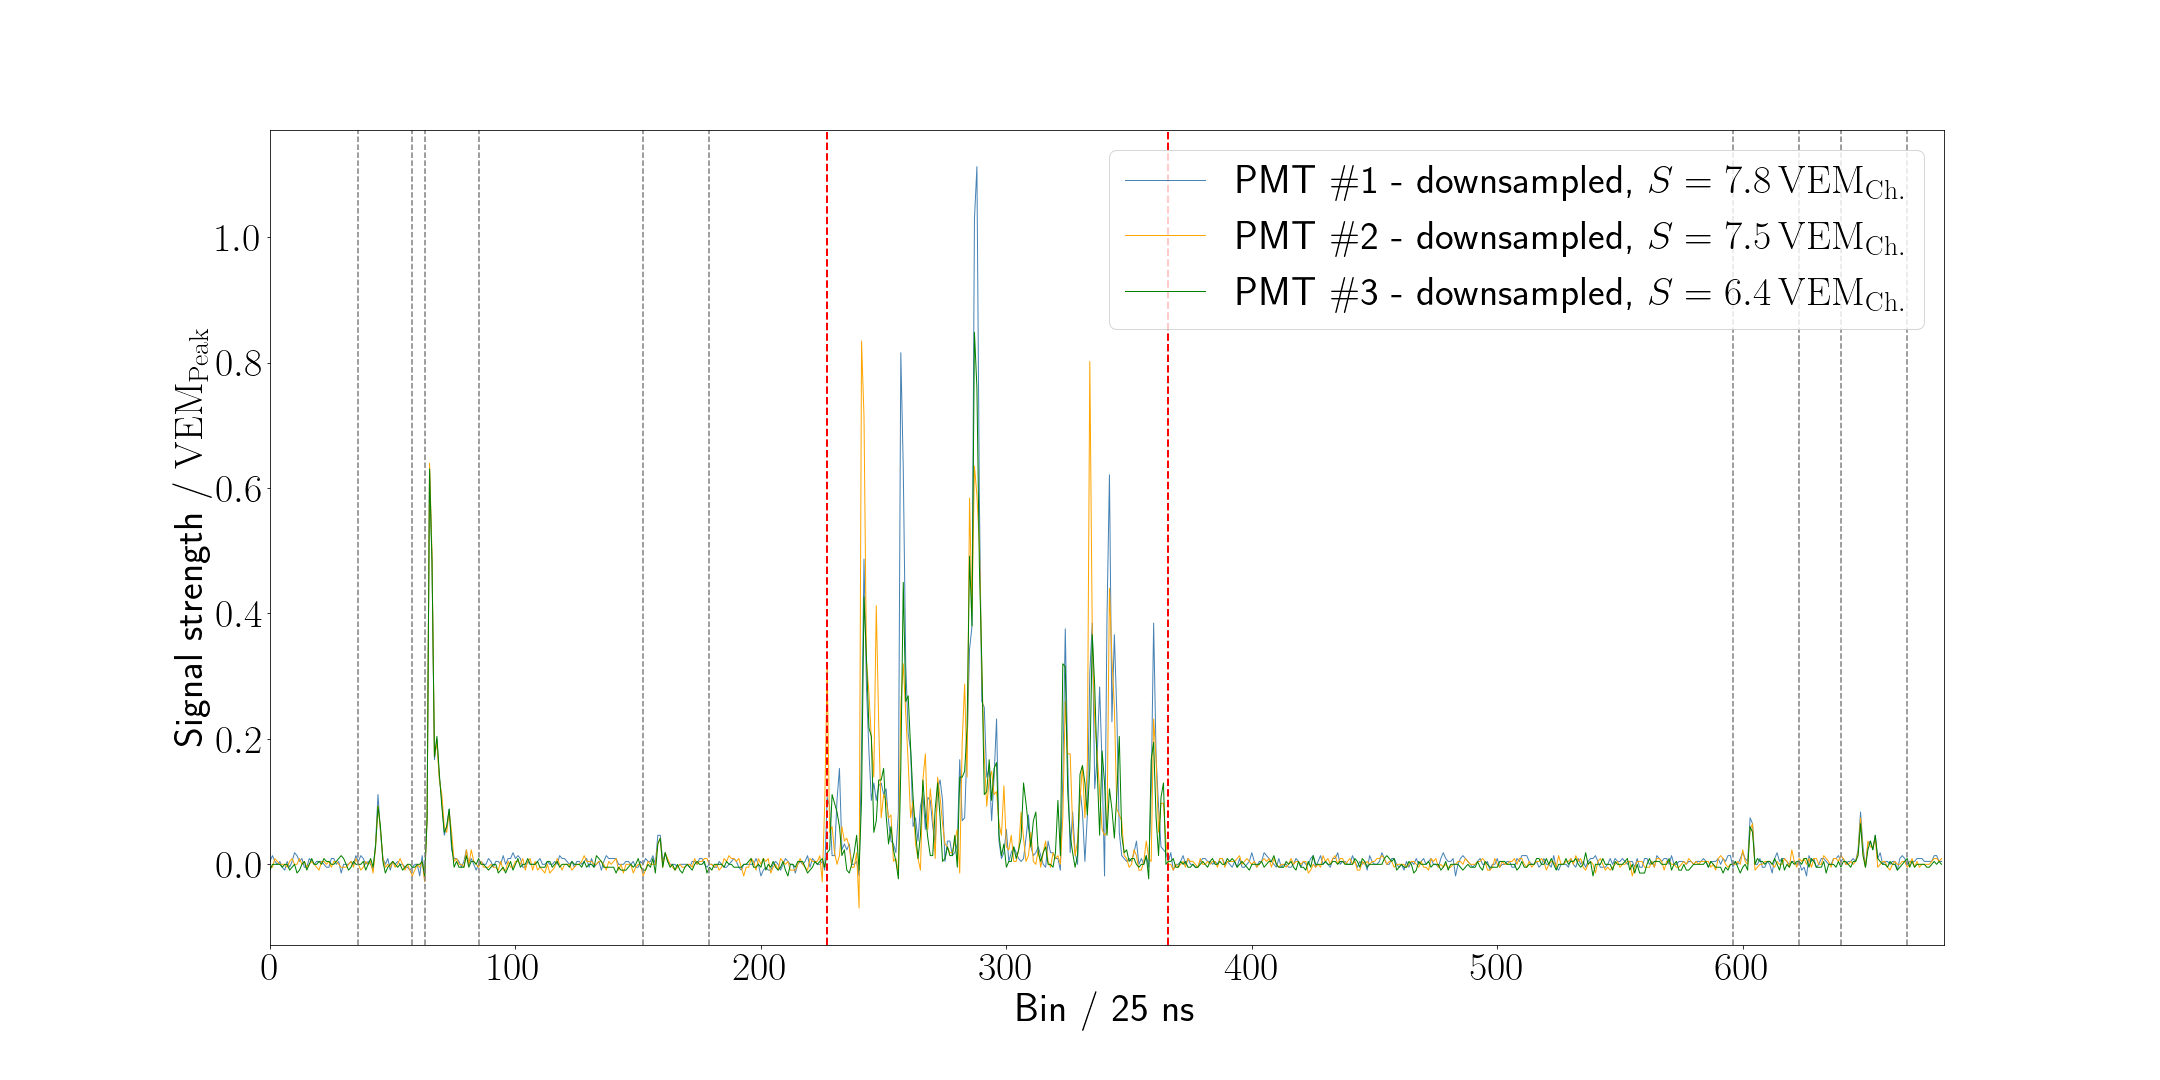 PMT #1 - downsampled, S = 7.8 VEM_Ch.
PMT #2 - downsampled, S = 7.5 VEM_Ch.
PMT #3 - downsampled, S = 6.4 VEM_Ch.
Signal strength / VEM_Peak
1.0
0.8
0.6
0.4
0.2
0.0
0 100 200 300 400 500 600
Bin / 25 ns